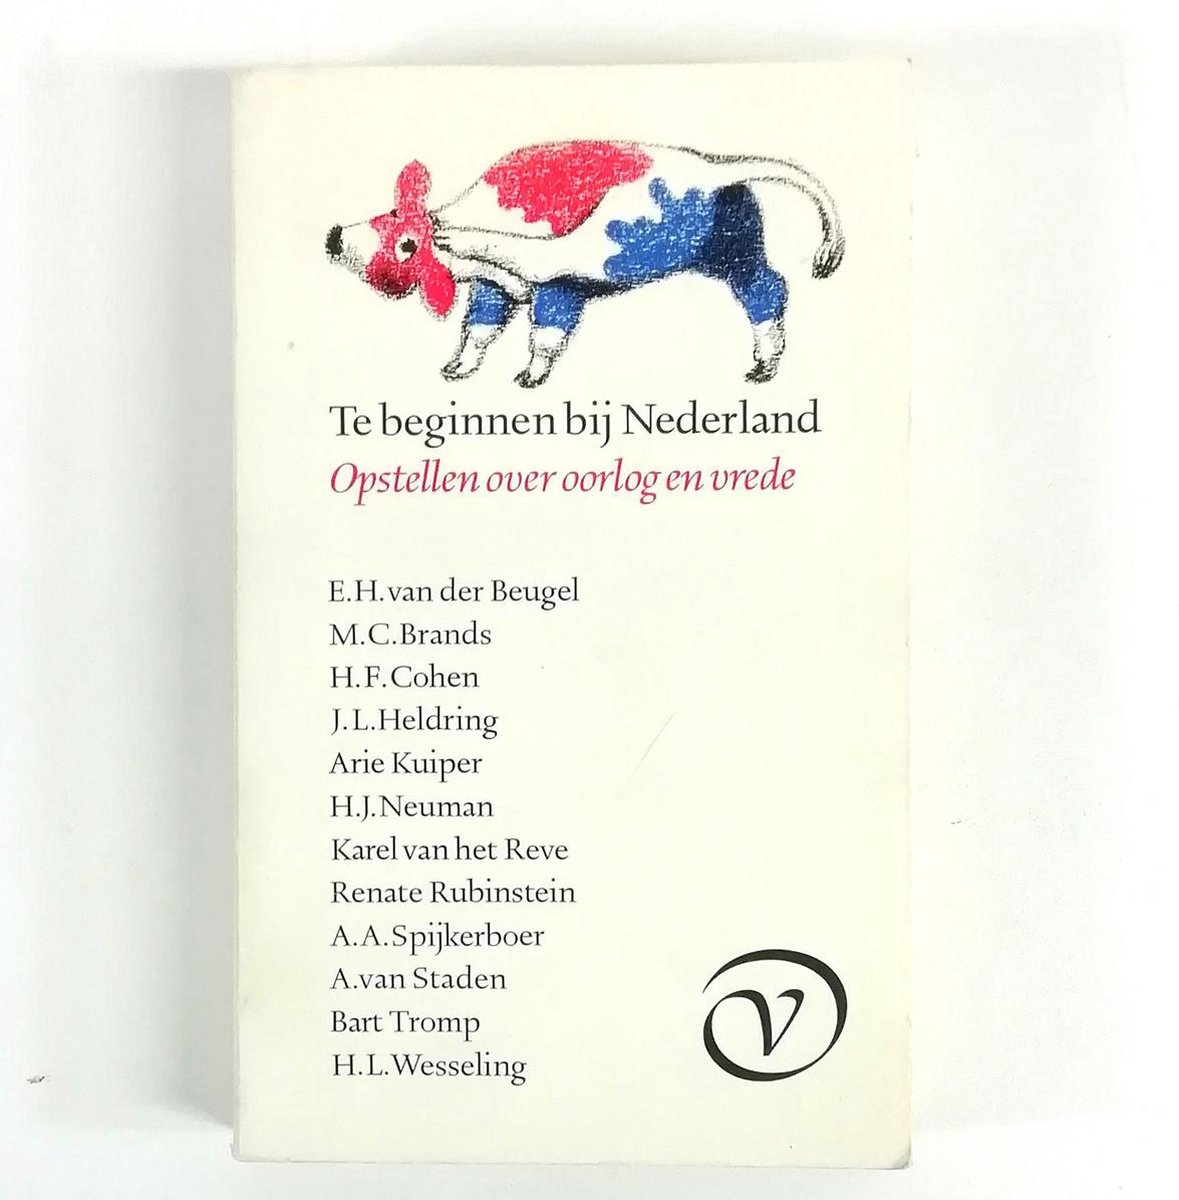 Te beginnen bij Nederland
Opstellen over oorlog en vrede
E.H. van der Beugel
M.C. Brands
H.F. Cohen
J.L. Heldring
Arie Kuiper
H.J. Neuman
Karel van het Reve
Renate Rubinstein
A.A. Spijkerboer
A. van Staden
Bart Tromp
H.L. Wesseling
V